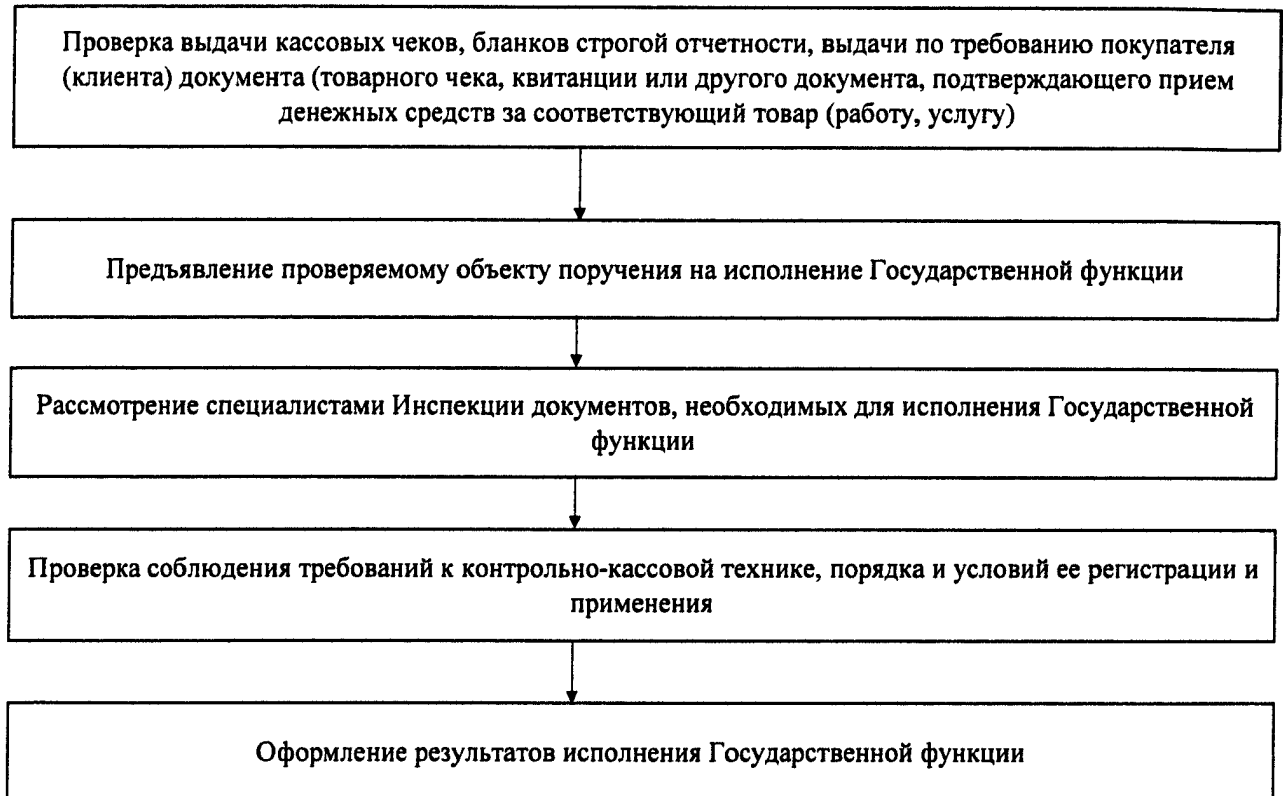 Проверка выдачи кассовых чеков, бланков строгой отчетности, выдачи по требованию покупателя
(клиента) документа (товарного чека, квитанции или другого документа, подтверждающего прием
денежных средств за соответствующий товар (работу, услугу)
Предъявление проверяемому объекту поручения на исполнение Государственной функции
Рассмотрение специалистами Инспекции документов, необходимых для исполнения Государственной
функции
Проверка соблюдения требований к контрольно-кассовой технике, порядка и условий ее регистрации и
применения
Оформление результатов исполнения Государственной функции